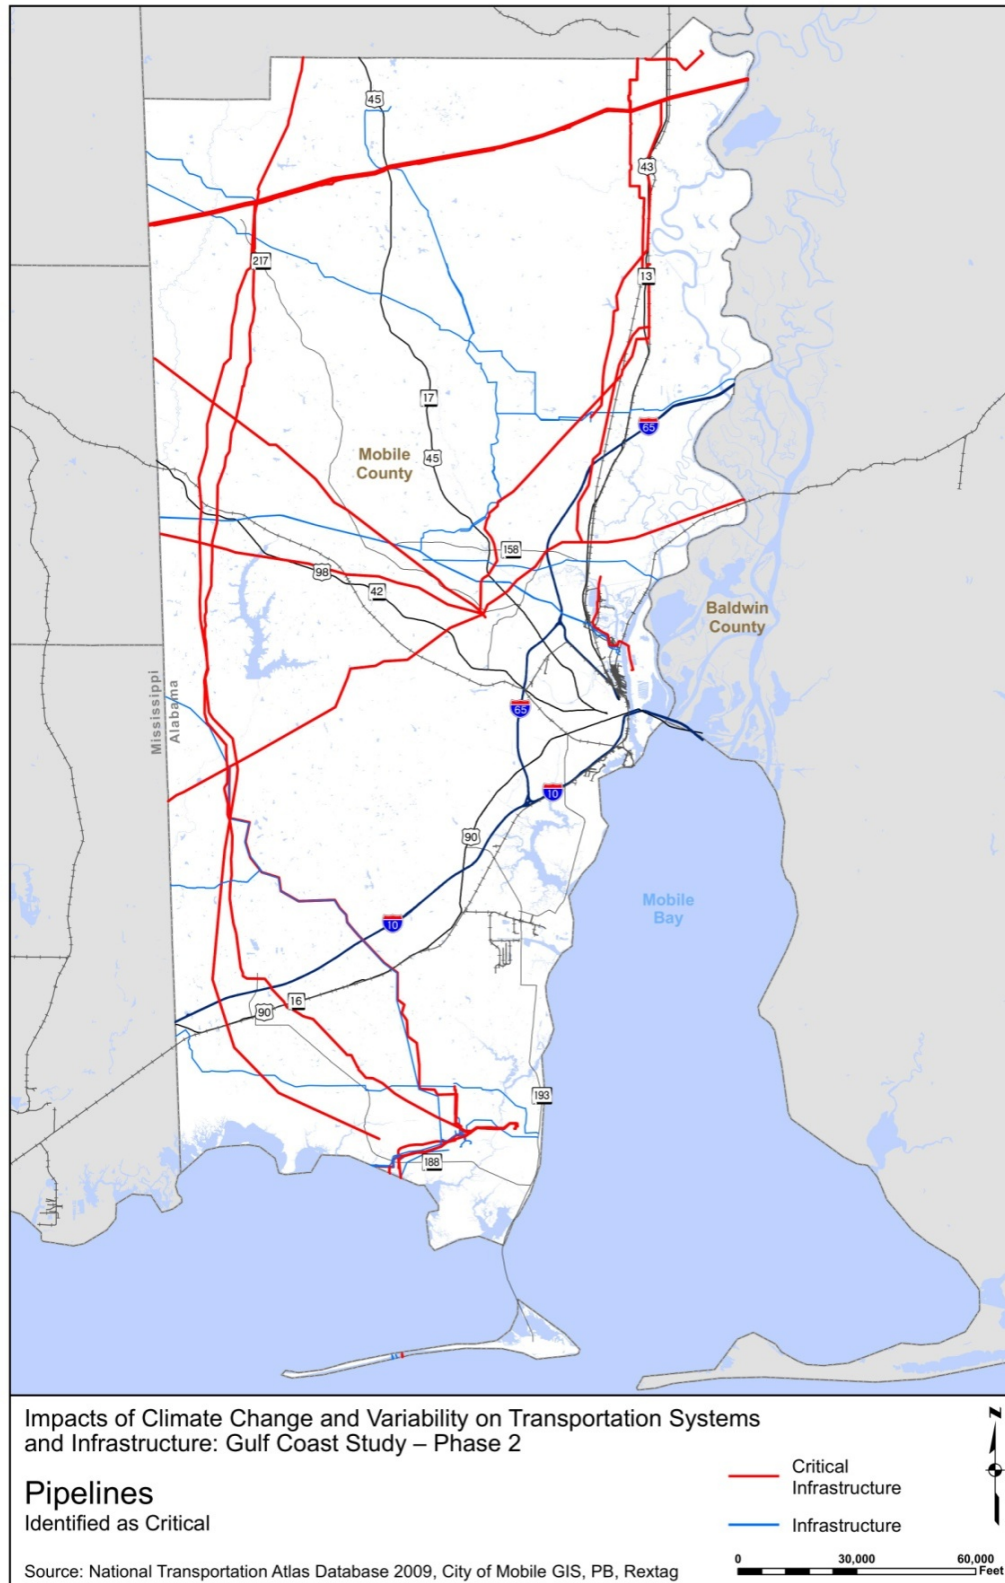 45
43
217
13
17
65
Mobile
County
45
158
98
42
Baldwin
County
Mississippi
Alabama
65
10
90
Mobile
Bay
10
16
90
193
188
Impacts of Climate Change and Variability on Transportation Systems
and Infrastructure: Gulf Coast Study – Phase 2
Pipelines
Identified as Critical
Source: National Transportation Atlas Database 2009, City of Mobile GIS, PB, Rextag
Critical
Infrastructure
Infrastructure
N
0 30,000 60,000
Feet